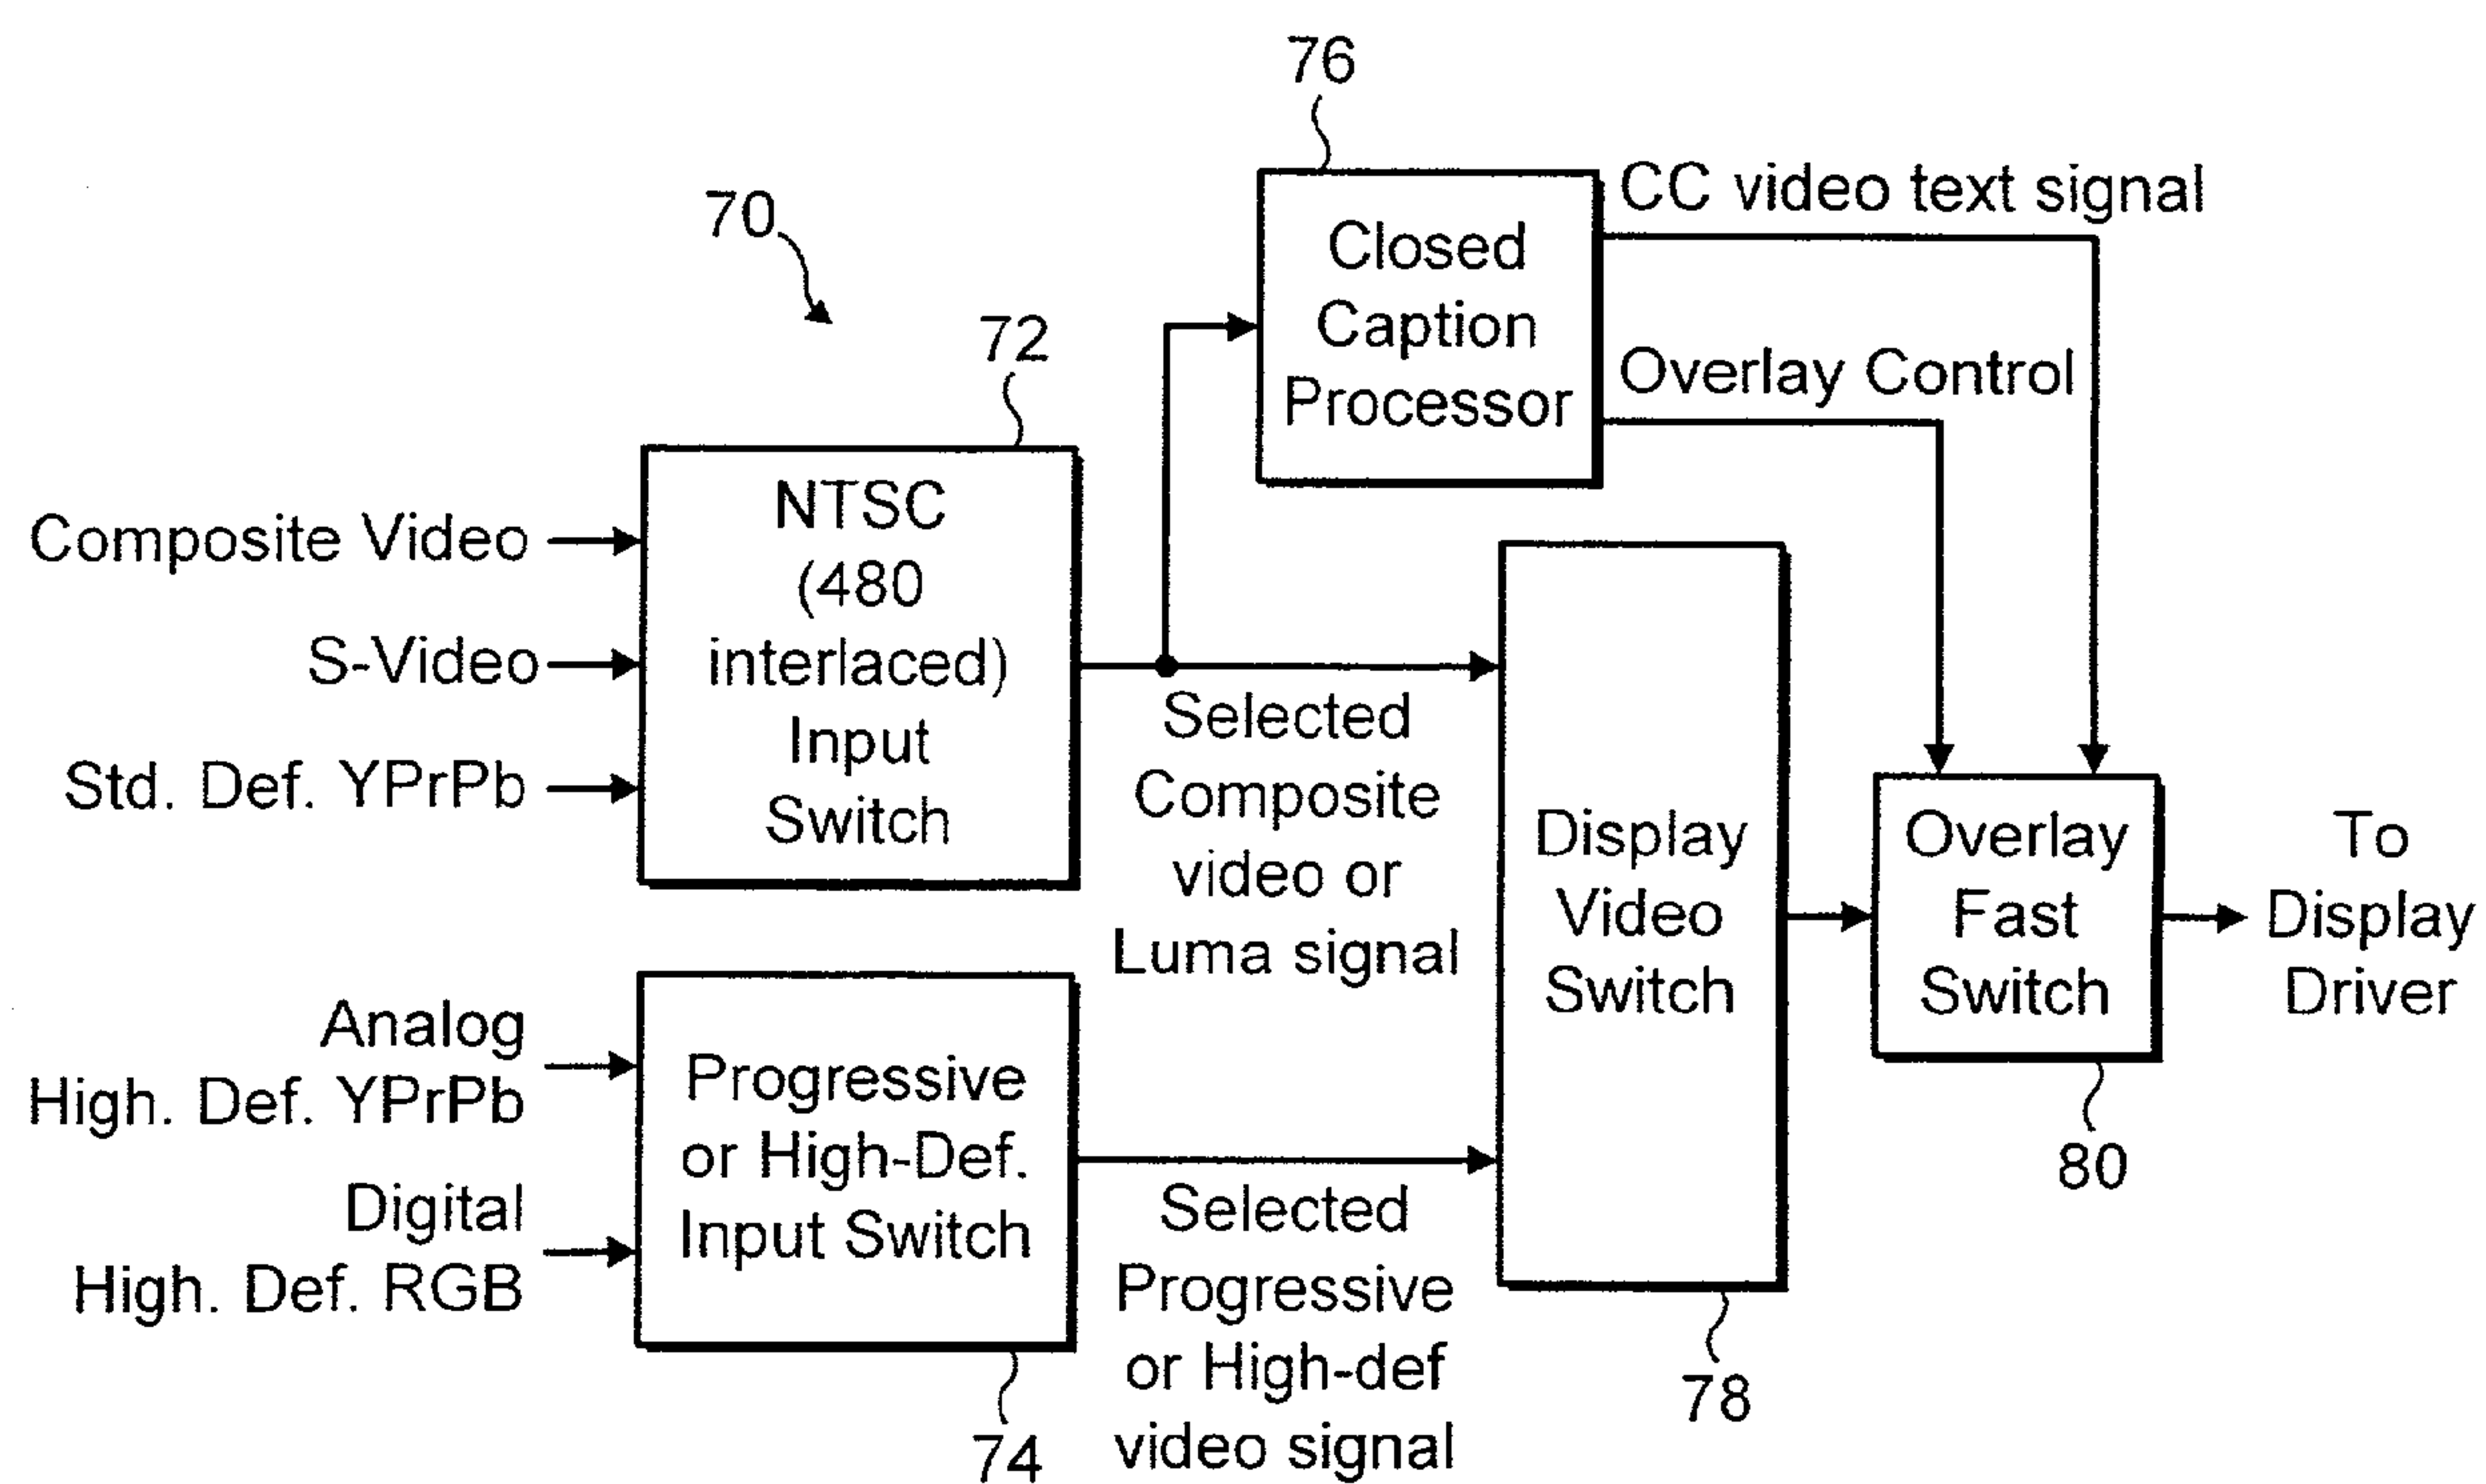 76
CC video text signal
70
Closed
Caption
Processor
72
Overlay Control
NTSC
(480
interlaced)
Input
Switch
Composite Video
S-Video
Std. Def. YPrPb
Selected
Composite
video or
Luma signal
Display
Video
Switch
Overlay
Fast
Switch
To
Display
Driver
Analog
High. Def. YPrPb
Digital
High. Def. RGB
Progressive
or High-Def.
Input Switch
Selected
Progressive
or High-def
video signal
80
78
74